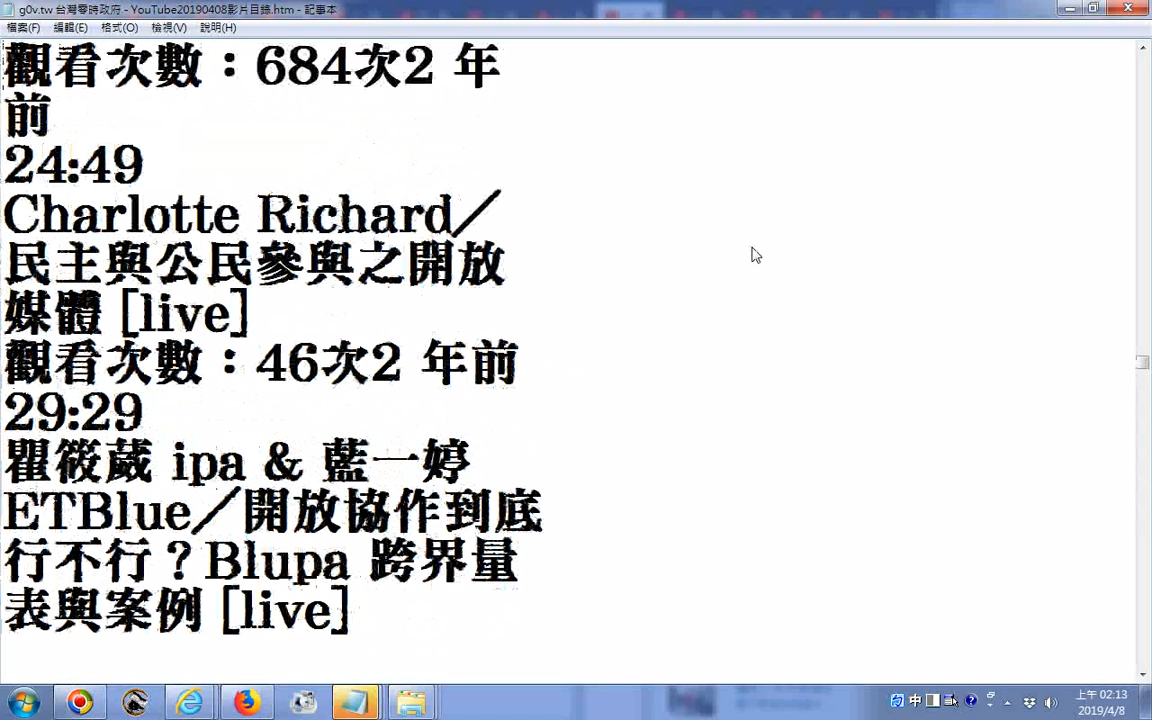 g0v.tw 台灣零時政府 - YouTube20190408影片目錄.htm - 記事本
檔案(F) 編輯(E) 格式(O) 檢視(V) 說明(H)
觀看次數：684次2 年
前
24:49
Charlotte Richard／
民主與公民參與之開放
媒體 [live]
觀看次數：46次2 年前
29:29
瞿筱葳 ipa & 藍一婷
ETBlue／開放協作到底
行不行？Blupa 跨界量
表與案例 [live]
中
上午 02:13
2019/4/8